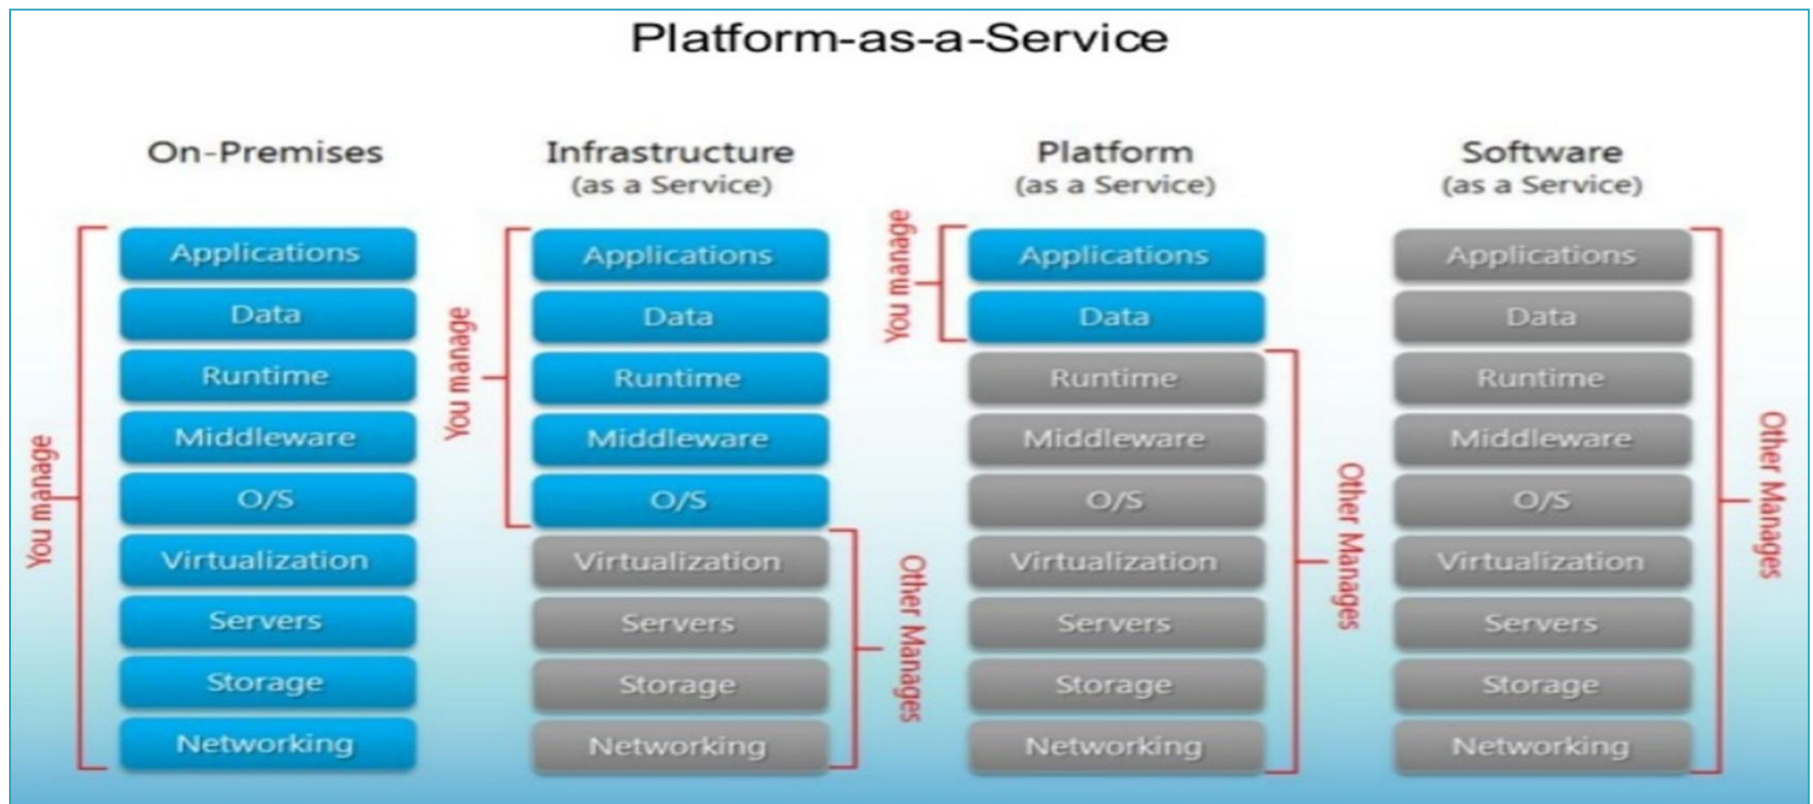 Platform-as-a-Service
On-Premises
You manage
Applications
Data
Runtime
Middleware
O/S
Virtualization
Servers
Storage
Networking
Infrastructure
(as a Service)
You manage
Applications
Data
Runtime
Middleware
O/S
Virtualization
Servers
Storage
Networking
Other Manages
Platform
(as a Service)
You manage
Applications
Data
Runtime
Middleware
O/S
Virtualization
Servers
Storage
Networking
Other Manages
Software
(as a Service)
Applications
Data
Runtime
Middleware
O/S
Virtualization
Servers
Storage
Networking
Other Manages